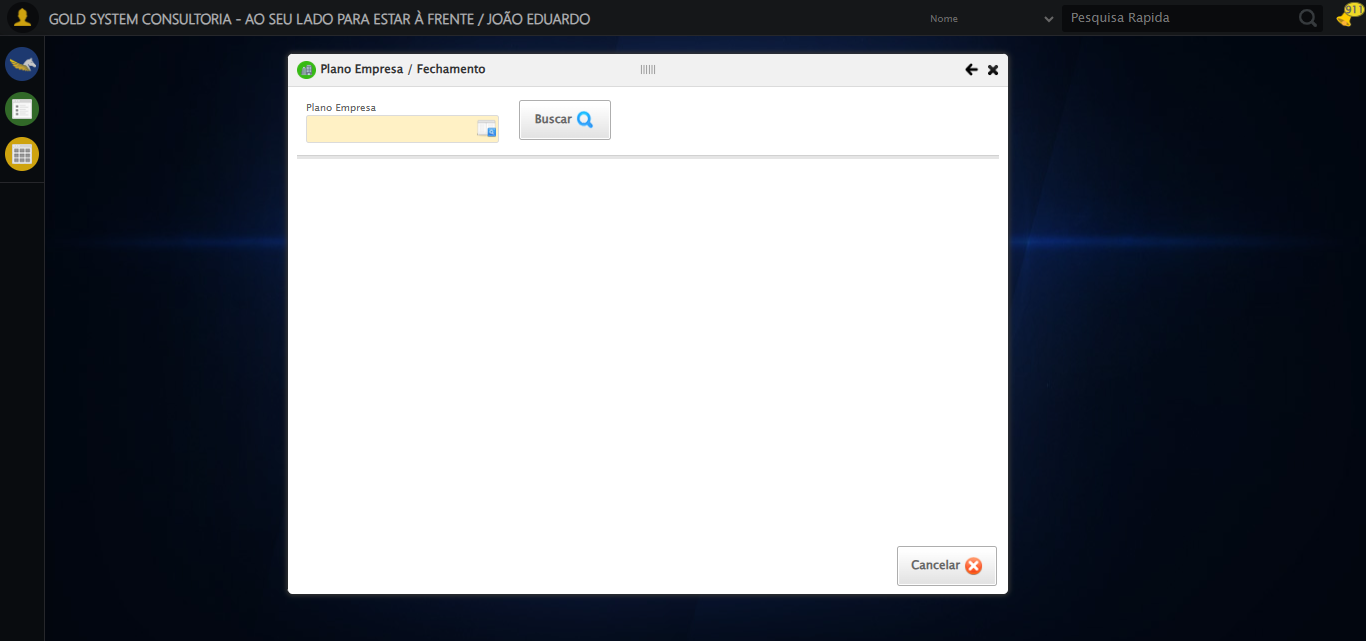 GOLD SYSTEM CONSULTORIA - AO SEU LADO PARA ESTAR À FRENTE / JOÃO EDUARDO
Nome
Pesquisa Rapida
911
Plano Empresa / Fechamento
Plano Empresa
Buscar
Cancelar